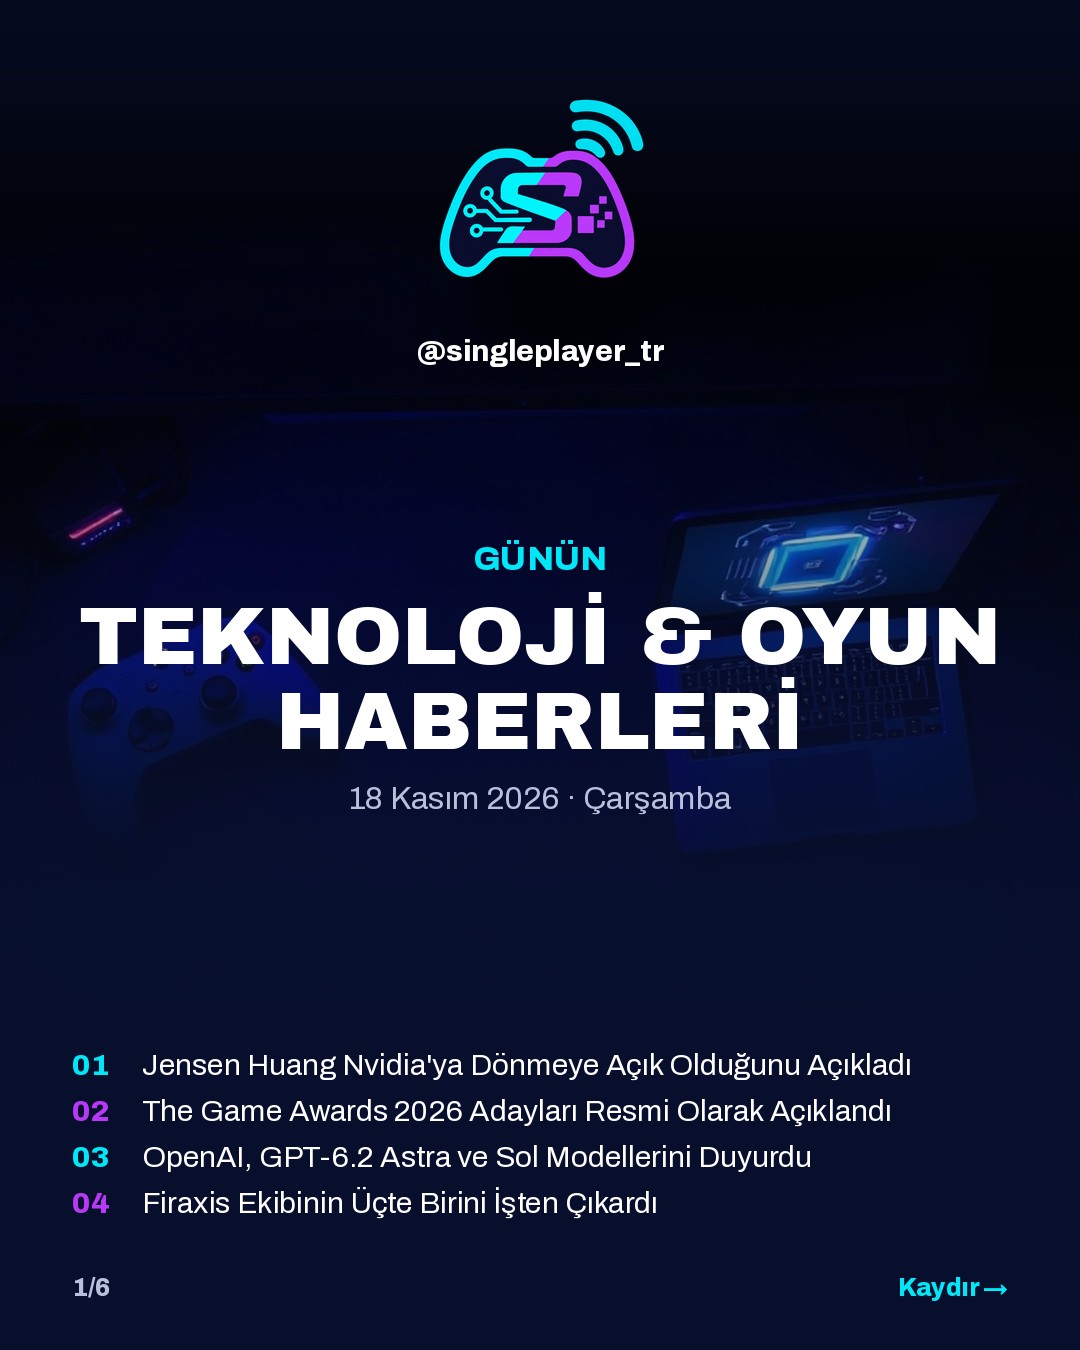 @singleplayer_tr
GÜNÜN
TEKNOLOJİ & OYUN
HABERLERİ
18 Kasım 2026 · Çarşamba
01 Jensen Huang Nvidia'ya Dönmeye Açık Olduğunu Açıkladı
02 The Game Awards 2026 Adayları Resmi Olarak Açıklandı
03 OpenAI, GPT-6.2 Astra ve Sol Modellerini Duyurdu
04 Firaxis Ekibinin Üçte Birini İşten Çıkardı
1/6
Kaydır→